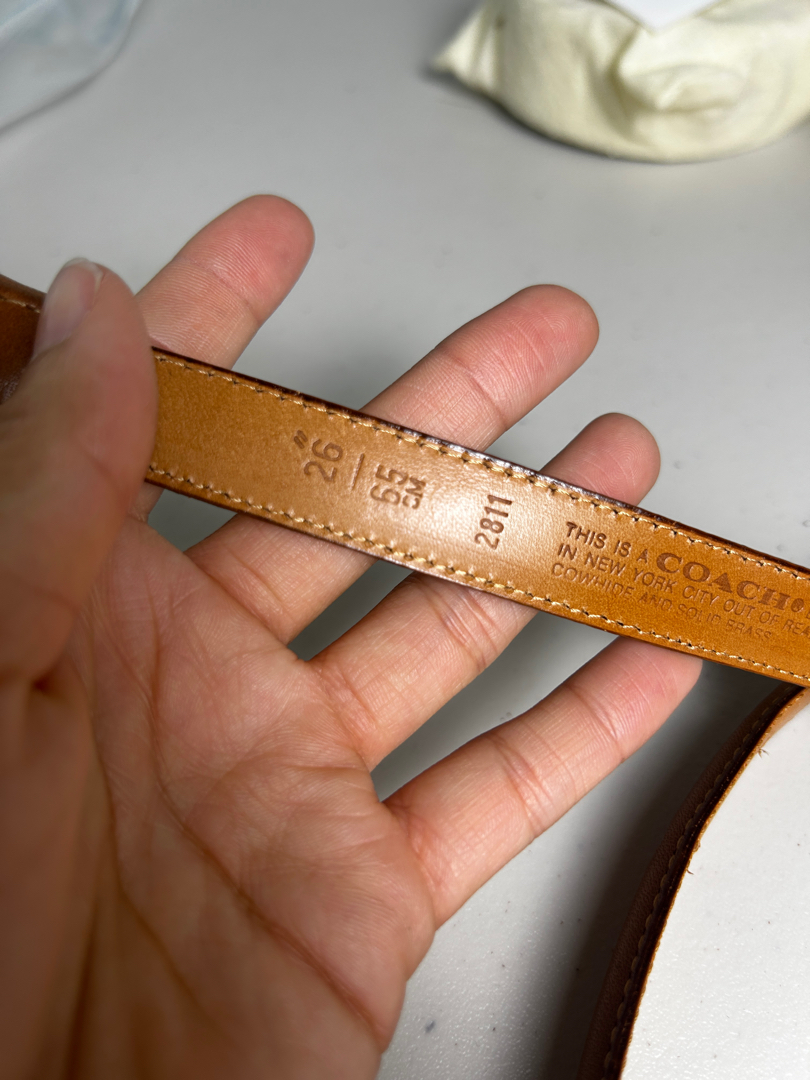 26"
65
CM
2811
THIS IS A COACH
IN NEW YORK CITY OUT OF
COWHIDE AND SOLID BRASS